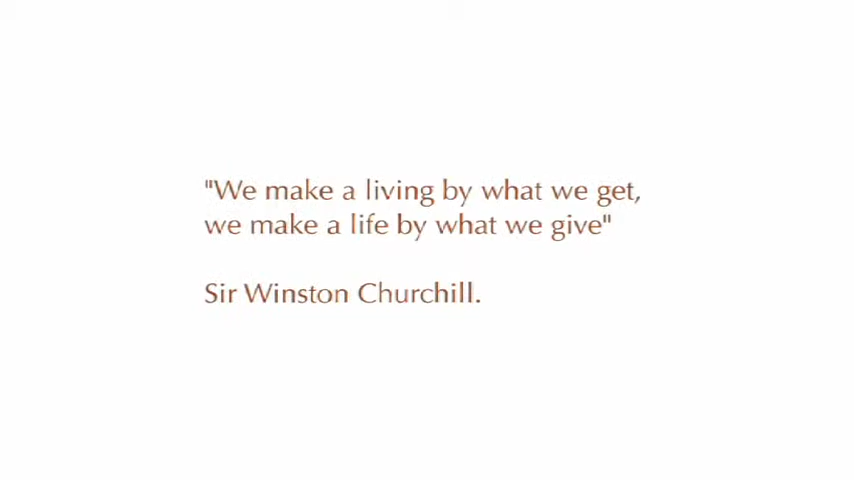 "We make a living by what we get,
we make a life by what we give"
Sir Winston Churchill.